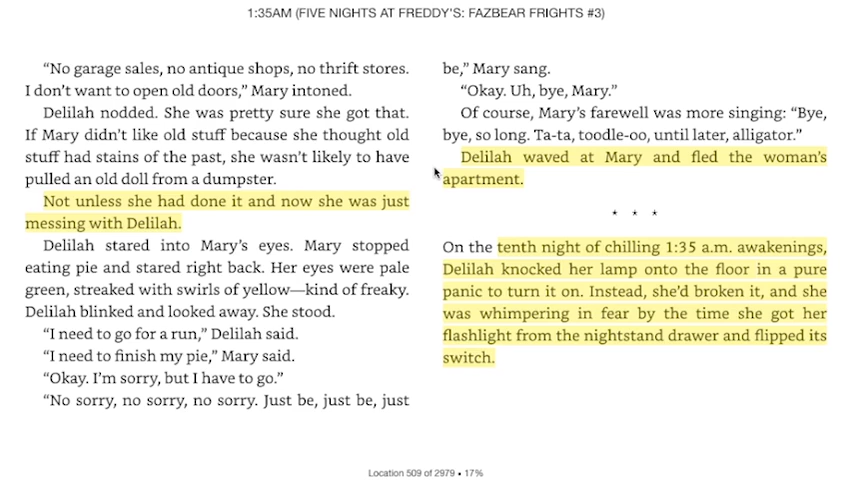 1:35AM (FIVE NIGHTS AT FREDDY'S: FAZBEAR FRIGHTS #3)
“No garage sales, no antique shops, no thrift stores.
I don’t want to open old doors,” Mary intoned.
Delilah nodded. She was pretty sure she got that.
If Mary didn’t like old stuff because she thought old
stuff had stains of the past, she wasn’t likely to have
pulled an old doll from a dumpster.
Not unless she had done it and now she was just
messing with Delilah.
Delilah stared into Mary’s eyes. Mary stopped
eating pie and stared right back. Her eyes were pale
green, streaked with swirls of yellow—kind of freaky.
Delilah blinked and looked away. She stood.
“I need to go for a run,” Delilah said.
“I need to finish my pie,” Mary said.
“Okay. I’m sorry, but I have to go.”
“No sorry, no sorry, no sorry. Just be, just be, just
be,” Mary sang.
“Okay. Uh, bye, Mary.”
Of course, Mary’s farewell was more singing: “Bye,
bye, so long. Ta-ta, toodle-oo, until later, alligator.”
Delilah waved at Mary and fled the woman’s
apartment.
* * *
On the tenth night of chilling 1:35 a.m. awakenings,
Delilah knocked her lamp onto the floor in a pure
panic to turn it on. Instead, she’d broken it, and she
was whimpering in fear by the time she got her
flashlight from the nightstand drawer and flipped its
switch.
Location 509 of 2979 • 17%